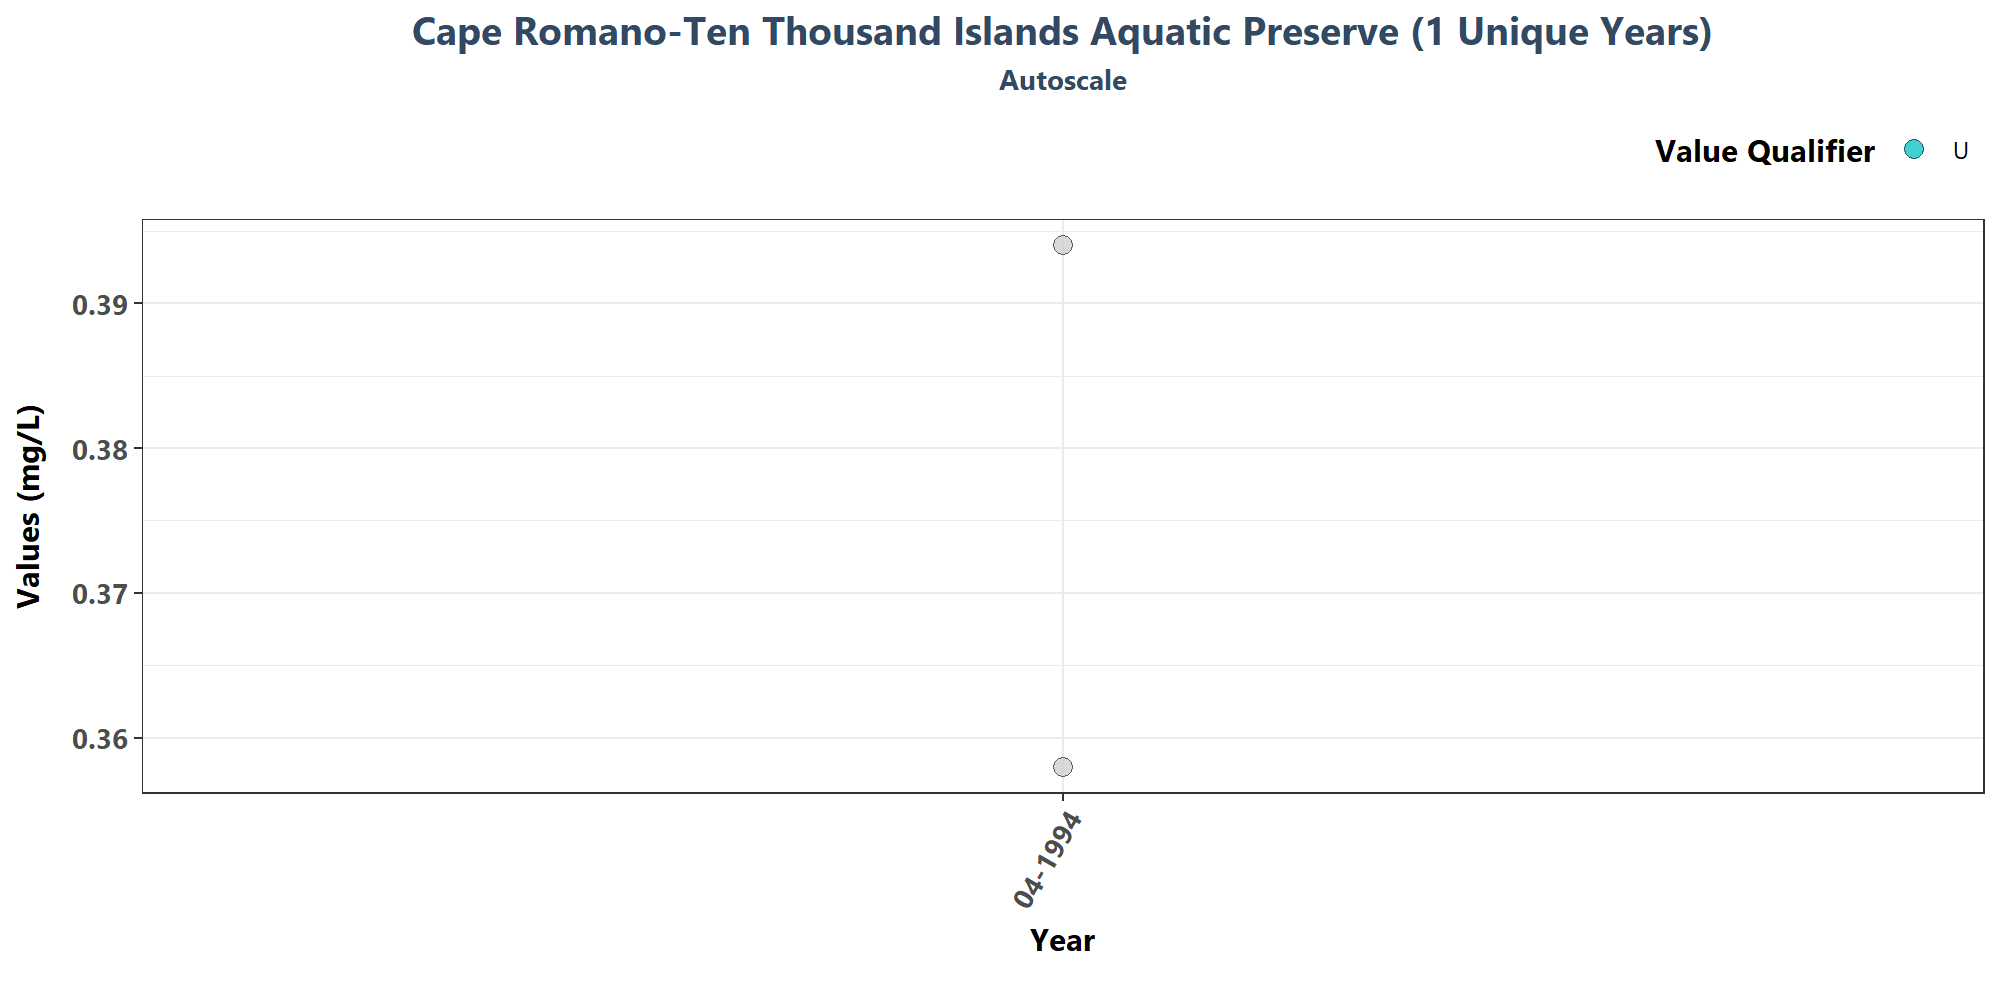 Cape Romano-Ten Thousand Islands Aquatic Preserve (1 Unique Years)
Autoscale
Value Qualifier U
Values (mg/L)
0.39
0.38
0.37
0.36
04-1994
Year